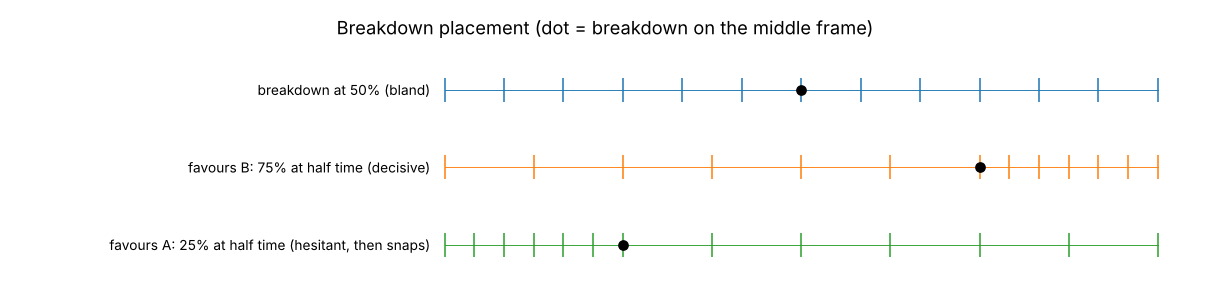 Breakdown placement (dot = breakdown on the middle frame)
breakdown at 50% (bland)
favours B: 75% at half time (decisive)
favours A: 25% at half time (hesitant, then snaps)